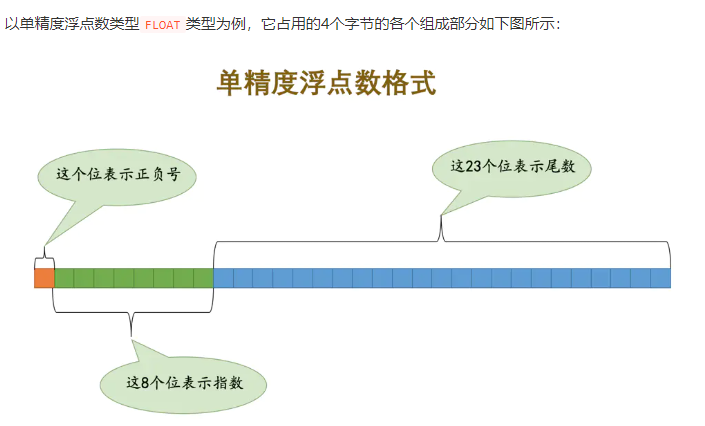 以单精度浮点数类型 FLOAT 类型为例，它占用的4个字节的各个组成部分如下图所示：
单精度浮点数格式
这个位表示正负号
这23个位表示尾数
这8个位表示指数